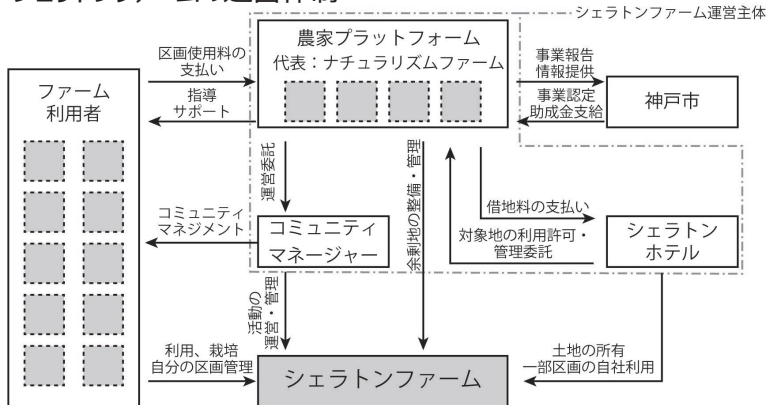 シェラトンファーム運営主体
農家プラットフォーム
代表：ナチュラリズムファーム
区画使用料の
支払い
指導
サポート
事業報告
情報提供
事業認定
助成金支給
神戸市
ファーム
利用者
運営委託
余剰地の整備・管理
借地料の支払い
対象地の利用許可・
管理委託
コミュニティ
マネジメント
コミュニティ
マネージャー
シェラトン
ホテル
活動の
運営・管理
利用、栽培
自分の区画管理
シェラトンファーム
土地の所有
一部区画の自社利用